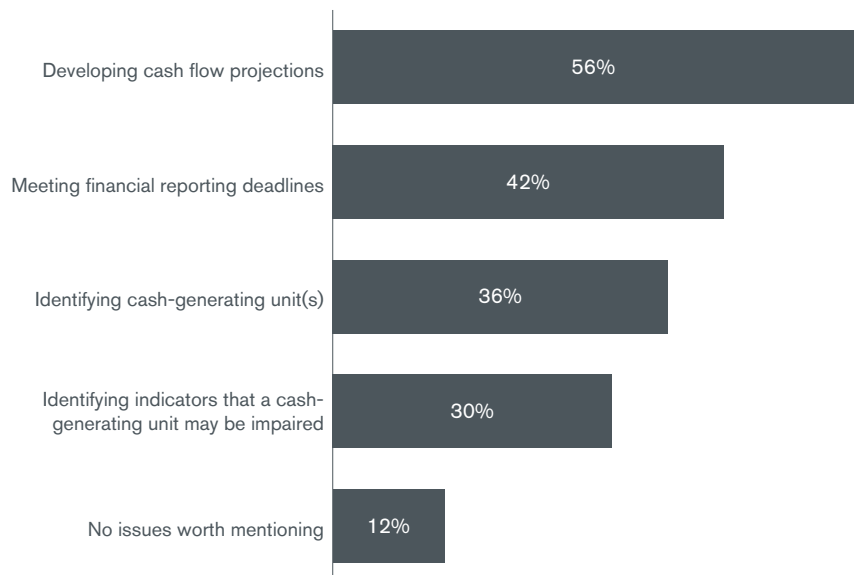 Developing cash flow projections
56%
Meeting financial reporting deadlines
42%
Identifying cash-generating unit(s)
36%
Identifying indicators that a cash-
generating unit may be impaired
30%
No issues worth mentioning
12%